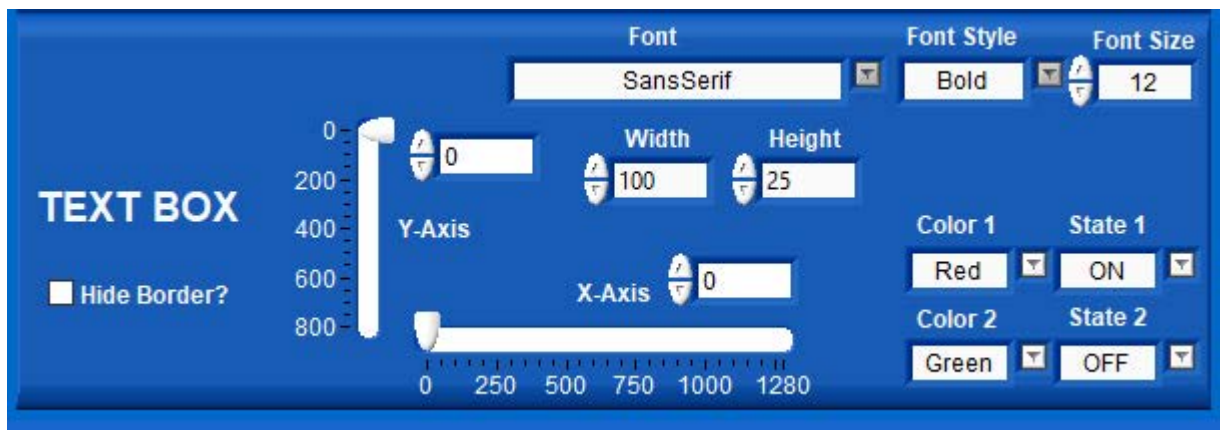 Font Font Style Font Size
SansSerif Bold 12
0 0 Width Height
200 100 25
TEXT BOX
400 Y-Axis Color 1 State 1
600 X-Axis 0 Red ON
Hide Border?
800 Color 2 State 2
Green OFF
0 250 500 750 1000 1280